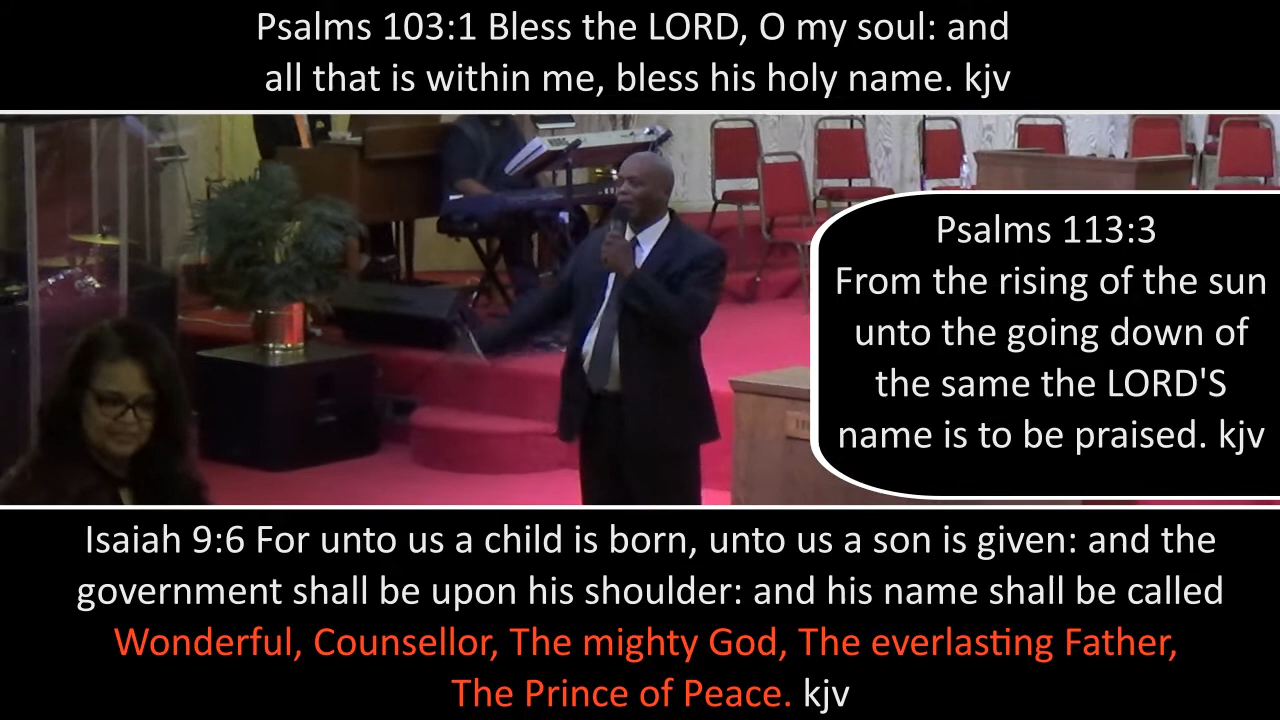 Psalms 103:1 Bless the LORD, O my soul: and
all that is within me, bless his holy name. kjv
Psalms 113:3
From the rising of the sun
unto the going down of
the same the LORD'S
name is to be praised. kjv
Isaiah 9:6 For unto us a child is born, unto us a son is given: and the
government shall be upon his shoulder: and his name shall be called
Wonderful, Counsellor, The mighty God, The everlasting Father,
The Prince of Peace. kjv